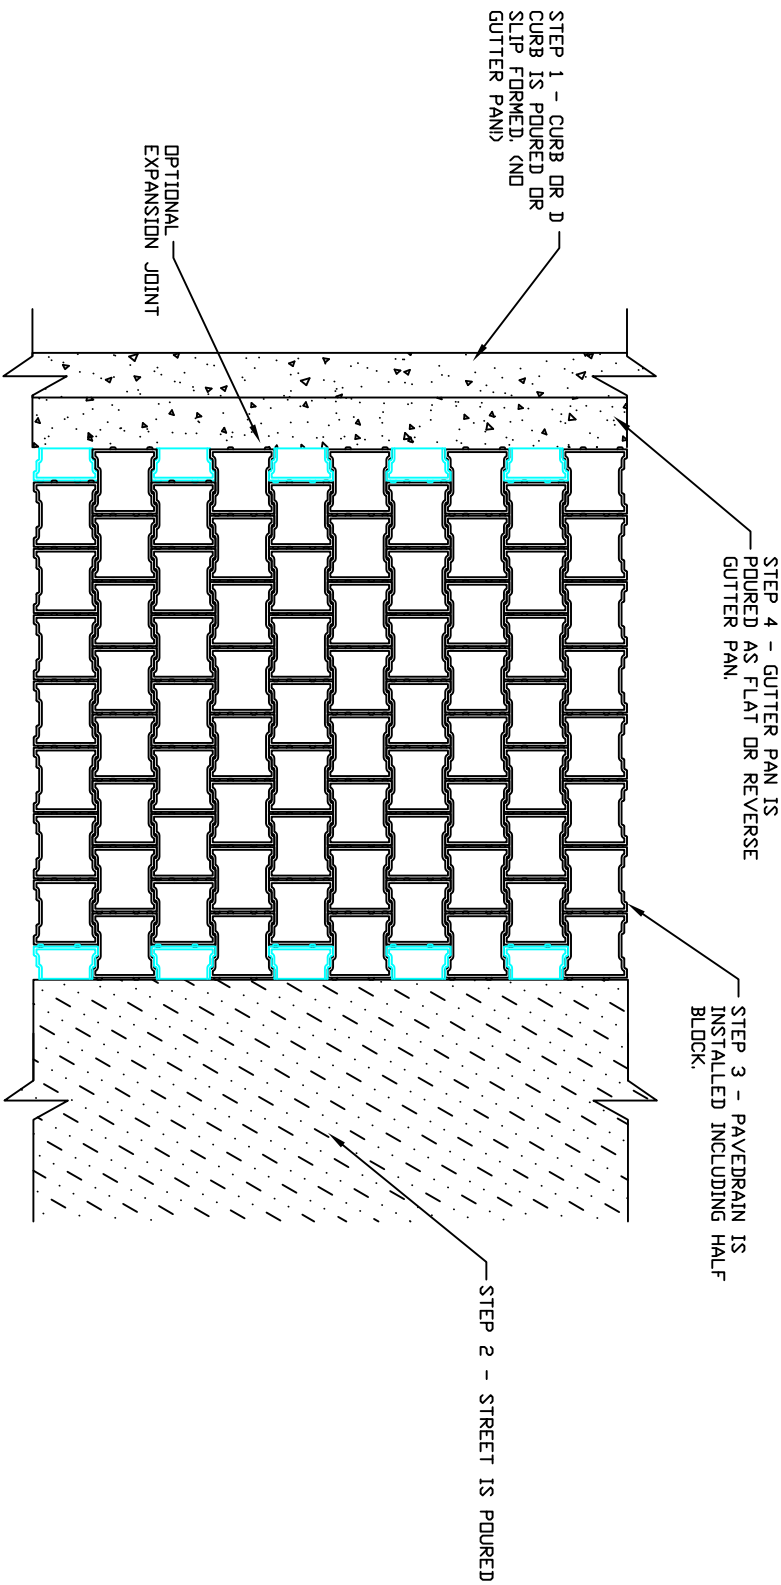 STEP 1 - CURB OR D
CURB IS POURED OR
SLIP FORMED. (NO
GUTTER PAN!)
OPTIONAL
EXPANSION JOINT
STEP 4 - GUTTER PAN IS
POURED AS FLAT OR REVERSE
GUTTER PAN.
STEP 3 - PAVEDRAIN IS
INSTALLED INCLUDING HALF
BLOCK.
STEP 2 - STREET IS POURED